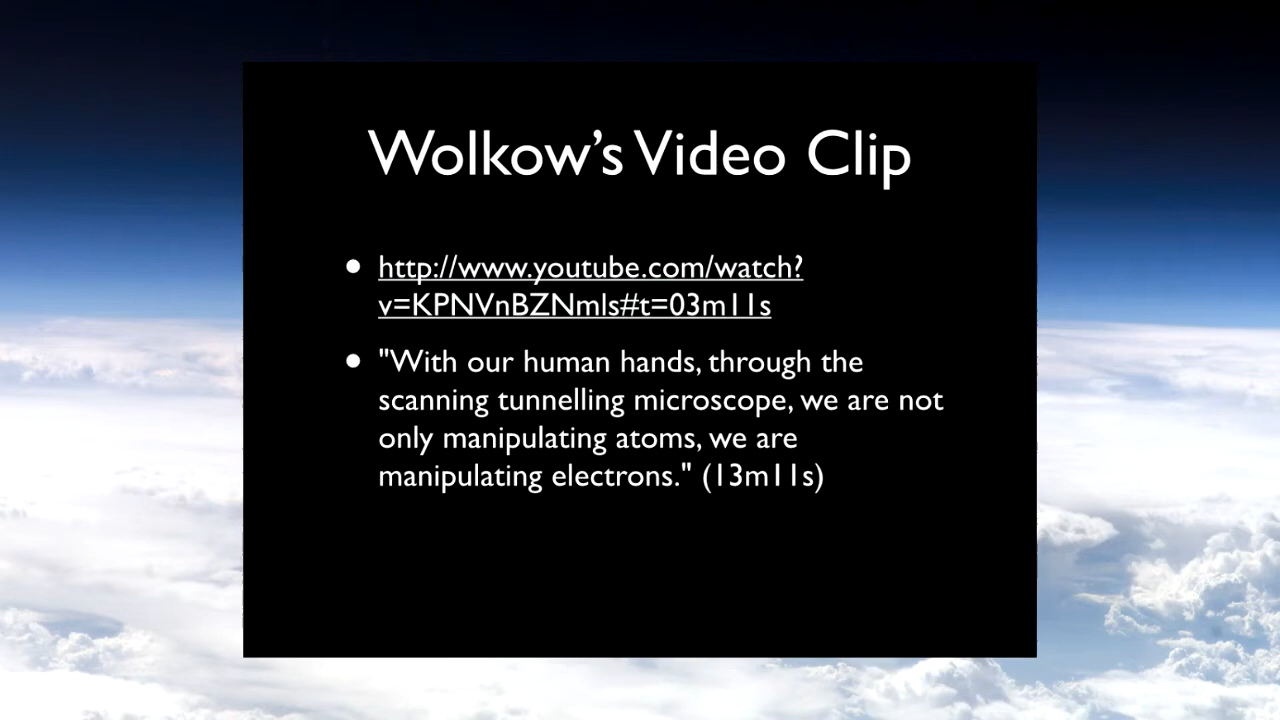 Wolkow’s Video Clip
• http://www.youtube.com/watch?
v=KPNVnBZNmls#t=03m11s
• "With our human hands, through the
scanning tunnelling microscope, we are not
only manipulating atoms, we are
manipulating electrons." (13m11s)